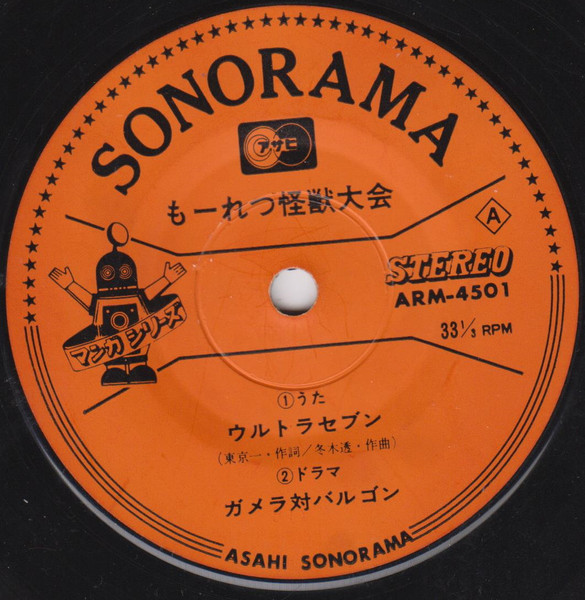 SONORAMA
アサヒ
もーれつ怪獣大会
A
STEREO
ARM-4501
マンガシリーズ
33 1/3 RPM
①うた
ウルトラセブン
(東京一・作詞/冬木透・作曲)
②ドラマ
ガメラ対バルゴン
ASAHI SONORAMA